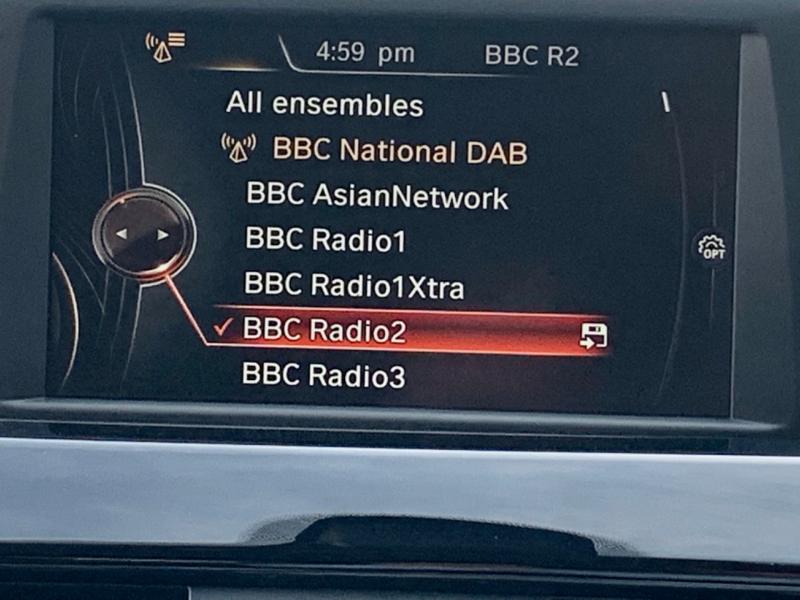 4:59 pm BBC R2
All ensembles
BBC National DAB
BBC AsianNetwork
BBC Radio1
BBC Radio1Xtra
BBC Radio2
BBC Radio3
OPT